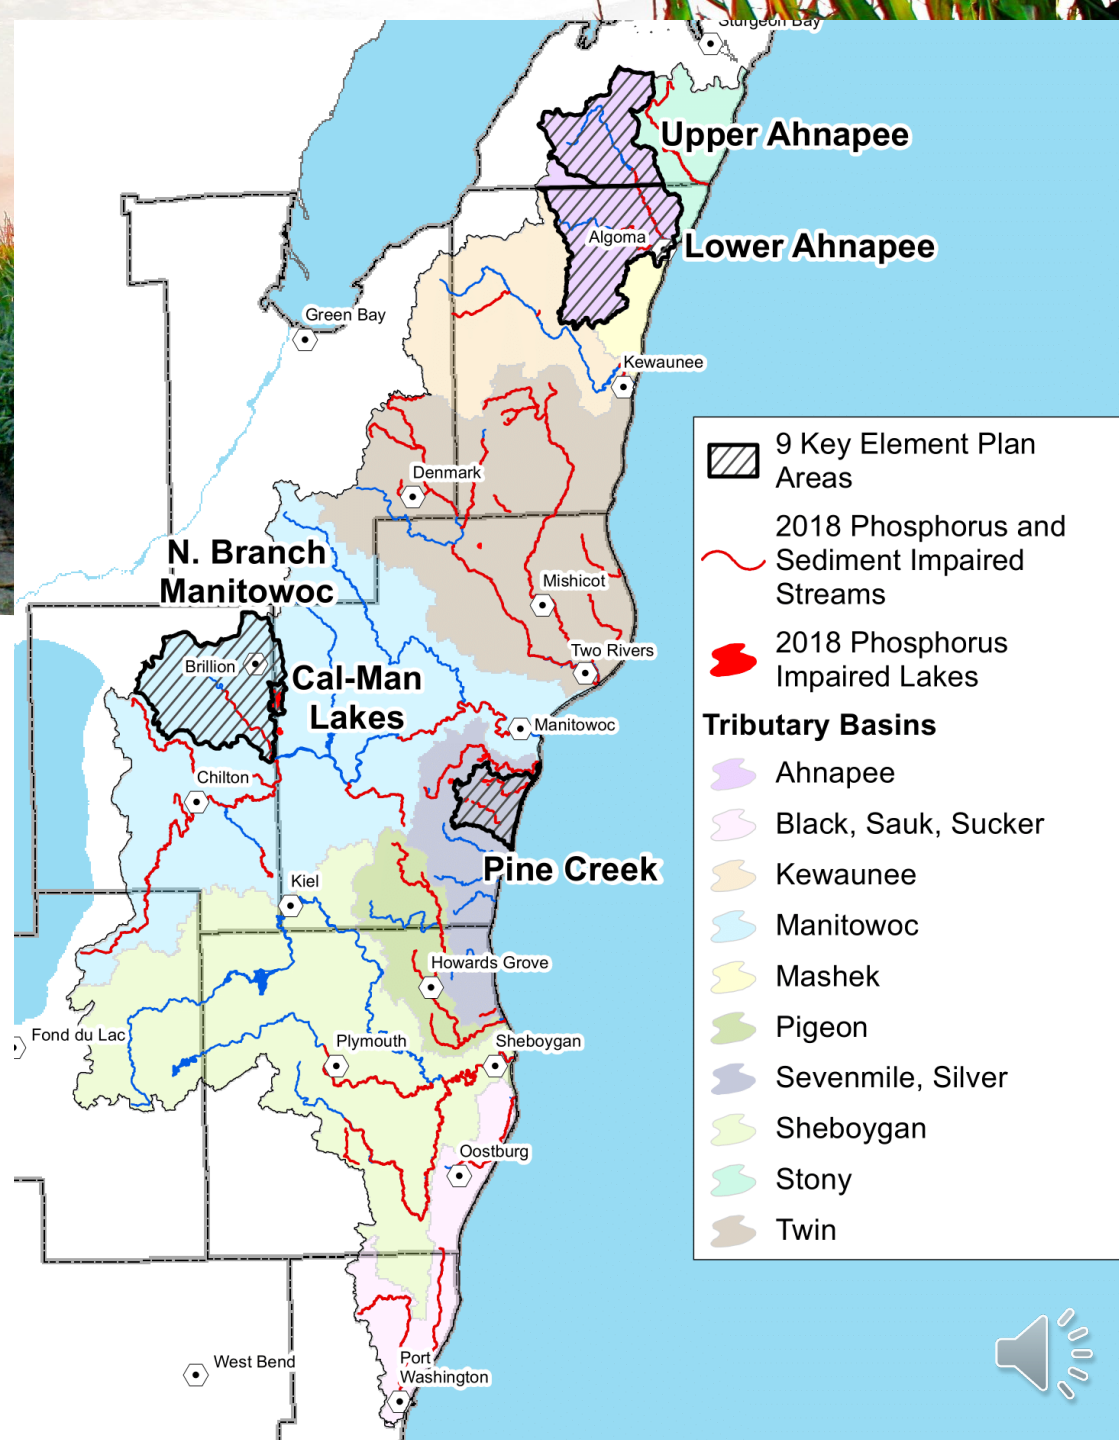 Sturgeon Bay
Upper Ahnapee
Algoma
Lower Ahnapee
Green Bay
Kewaunee
Denmark
N. Branch
Manitowoc
Mishicot
Brillion
Two Rivers
Cal-Man
Lakes
Manitowoc
Chilton
Pine Creek
Kiel
Howards Grove
Fond du Lac
Plymouth
Sheboygan
Oostburg
West Bend
Port
Washington
9 Key Element Plan
Areas
2018 Phosphorus and
Sediment Impaired
Streams
2018 Phosphorus
Impaired Lakes
Tributary Basins
Ahnapee
Black, Sauk, Sucker
Kewaunee
Manitowoc
Mashek
Pigeon
Sevenmile, Silver
Sheboygan
Stony
Twin